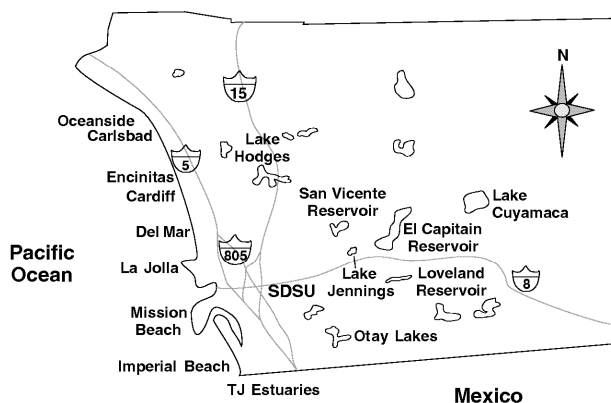 N
15
Oceanside
Carlsbad
Lake
Hodges
5
Encinitas
Cardiff
San Vicente
Reservoir
Lake
Cuyamaca
Del Mar
El Capitain
Reservoir
805
Pacific
Ocean
La Jolla
Lake
Jennings
Loveland
Reservoir
8
SDSU
Mission
Beach
Otay Lakes
Imperial Beach
TJ Estuaries
Mexico